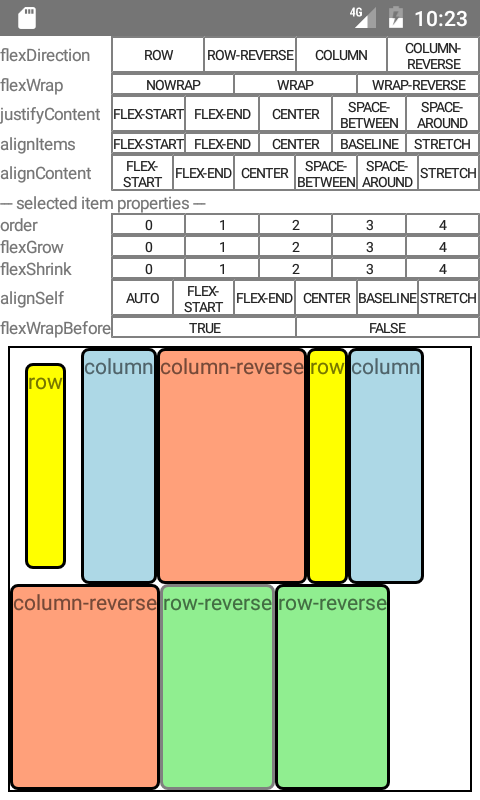 4G 10:23
flexDirection ROW ROW-REVERSE COLUMN COLUMN-REVERSE
flexWrap NOWRAP WRAP WRAP-REVERSE
justifyContent FLEX-START FLEX-END CENTER SPACE-BETWEEN SPACE-AROUND
alignItems FLEX-START FLEX-END CENTER BASELINE STRETCH
alignContent FLEX-START FLEX-END CENTER SPACE-BETWEEN SPACE-AROUND STRETCH
— selected item properties —
order 0 1 2 3 4
flexGrow 0 1 2 3 4
flexShrink 0 1 2 3 4
alignSelf AUTO FLEX-START FLEX-END CENTER BASELINE STRETCH
flexWrapBefore TRUE FALSE
row column column-reverse row column
column-reverse row-reverse row-reverse